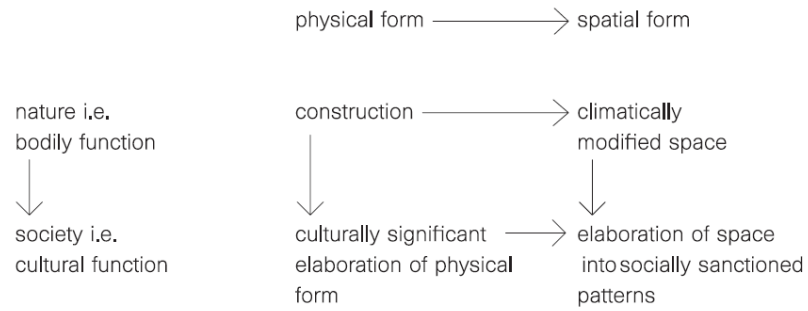 physical form
spatial form
nature i.e.
bodily function
construction
climatically
modified space
society i.e.
cultural function
culturally significant
elaboration of physical
form
elaboration of space
into socially sanctioned
patterns